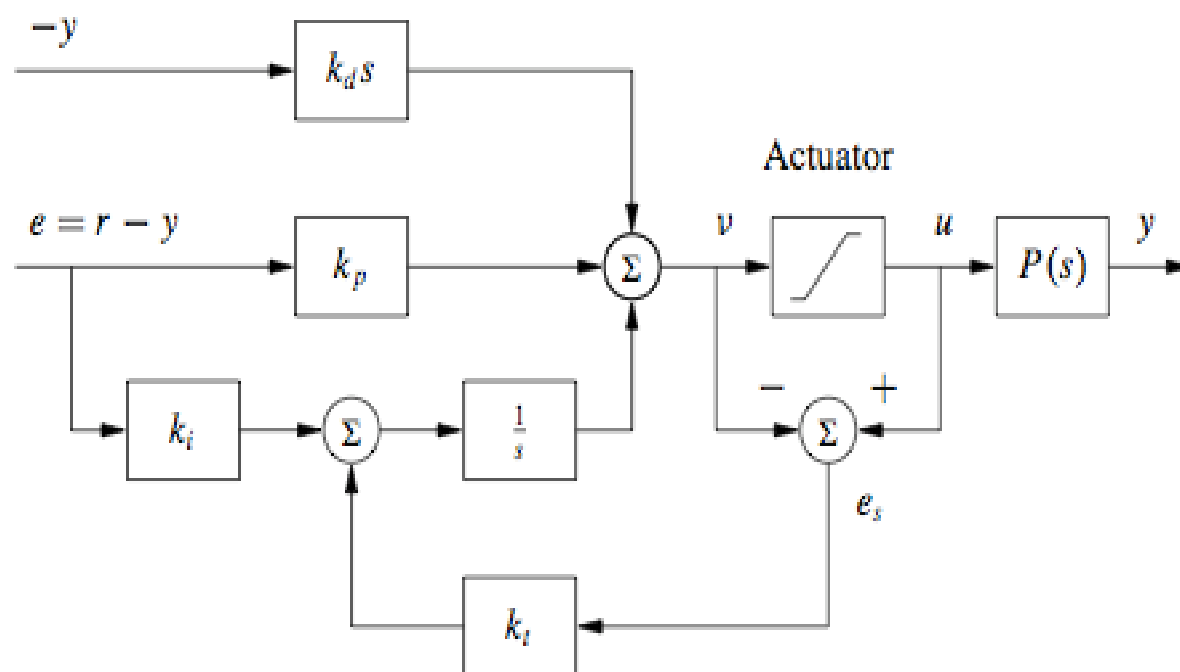 −y
k_d s
Actuator
e = r − y
k_p
Σ
ν
u
P(s)
y
k_i
Σ
1/s
−
+
Σ
e_s
k_t